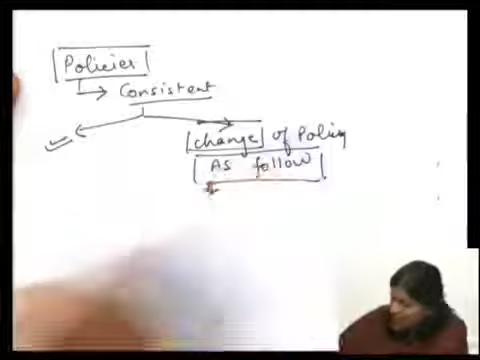 Policies
Consistent
change of Policy
As follow